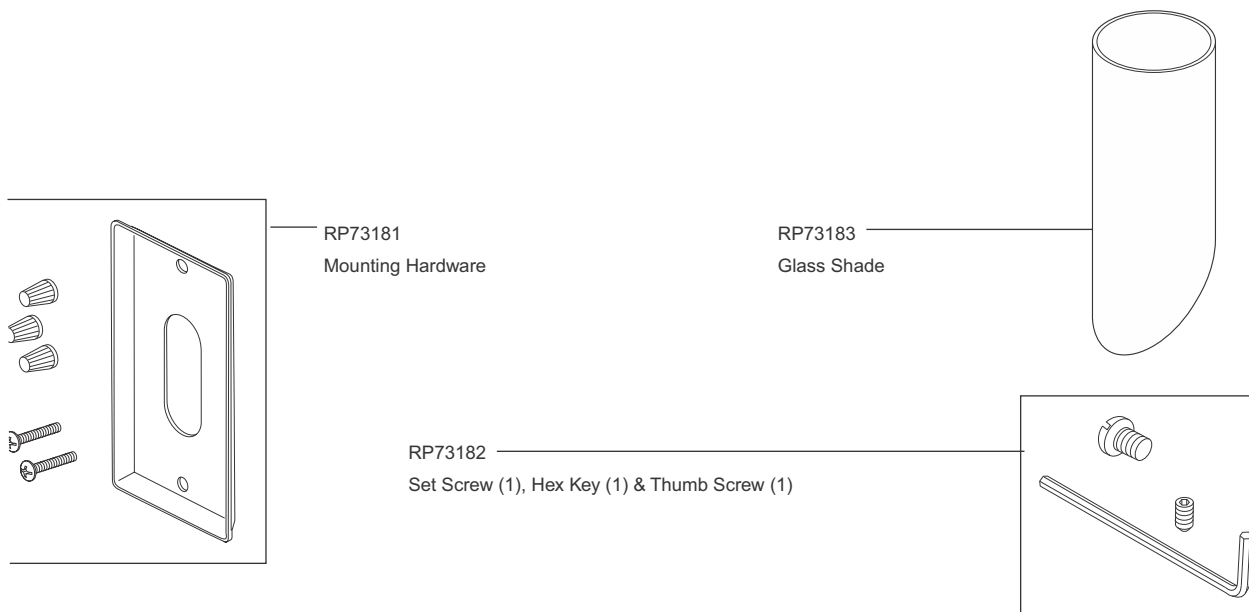 RP73181
Mounting Hardware
RP73183
Glass Shade
RP73182
Set Screw (1), Hex Key (1) & Thumb Screw (1)